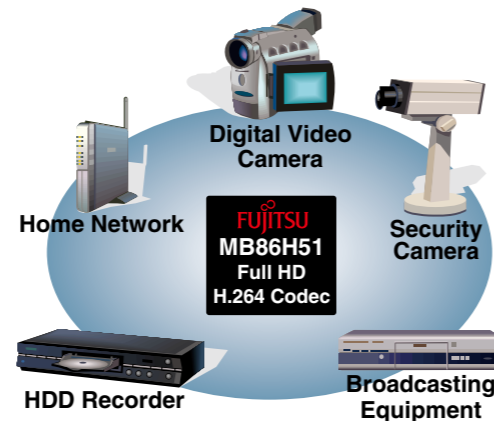 Digital Video
Camera
Home Network
Security
Camera
FUJITSU
MB86H51
Full HD
H.264 Codec
HDD Recorder
Broadcasting
Equipment